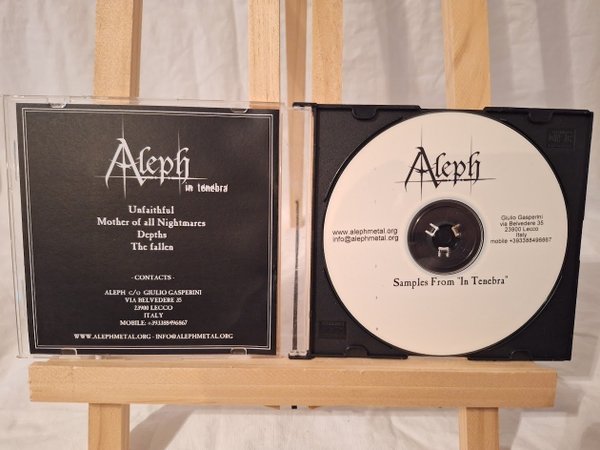 Aleph
in tenebra
Unfaithful
Mother of all Nightmares
Depths
The fallen
- CONTACTS -
ALEPH C/O GIULIO GASPERINI
VIA BELVEDERE 35
23900 LECCO
ITALY
MOBILE: +393388496867
WWW.ALEPHMETAL.ORG - INFO@ALEPHMETAL.ORG
Aleph
www.alephmetal.org
info@alephmetal.org
Giulio Gasperini
via Belvedere 35
23900 Lecco
Italy
mobile +393388496867
Samples From "In Tenebra"